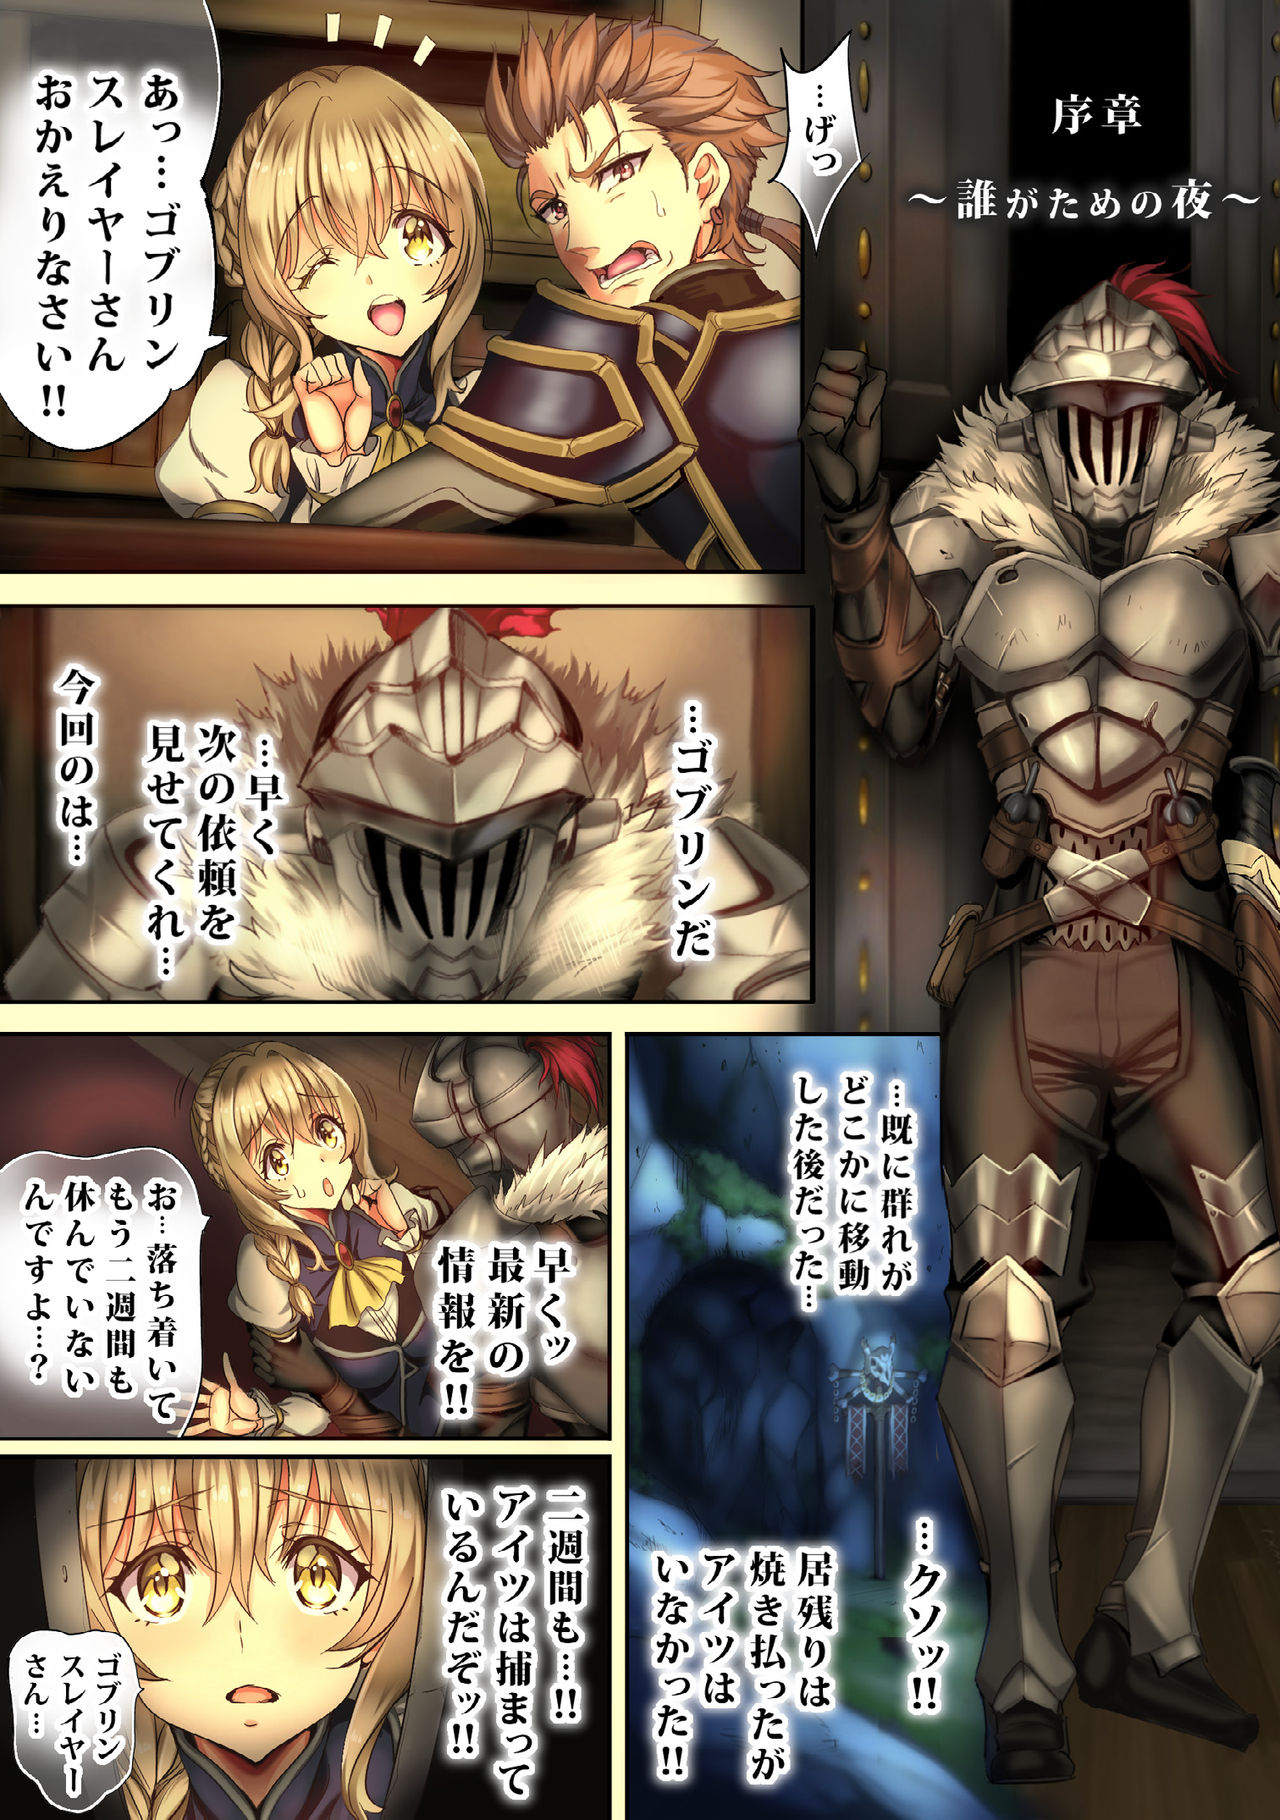 序章
～誰がための夜～
…げっ
あっ…ゴブリン
スレイヤーさん
おかえりなさい!!
…ゴブリンだ
…早く
次の依頼を
見せてくれ…
今回のは…
…既に群れが
どこかに移動
した後だった…
…クソッ!!
居残りは
焼き払ったが
アイツは
いなかった!!
早くッ
最新の
情報を!!
お…落ち着いて
もう二週間も
休んでいない
んですよ…?
二週間も…!!
アイツは捕まって
いるんだぞッ!!
ゴブリン
スレイヤー
さん…